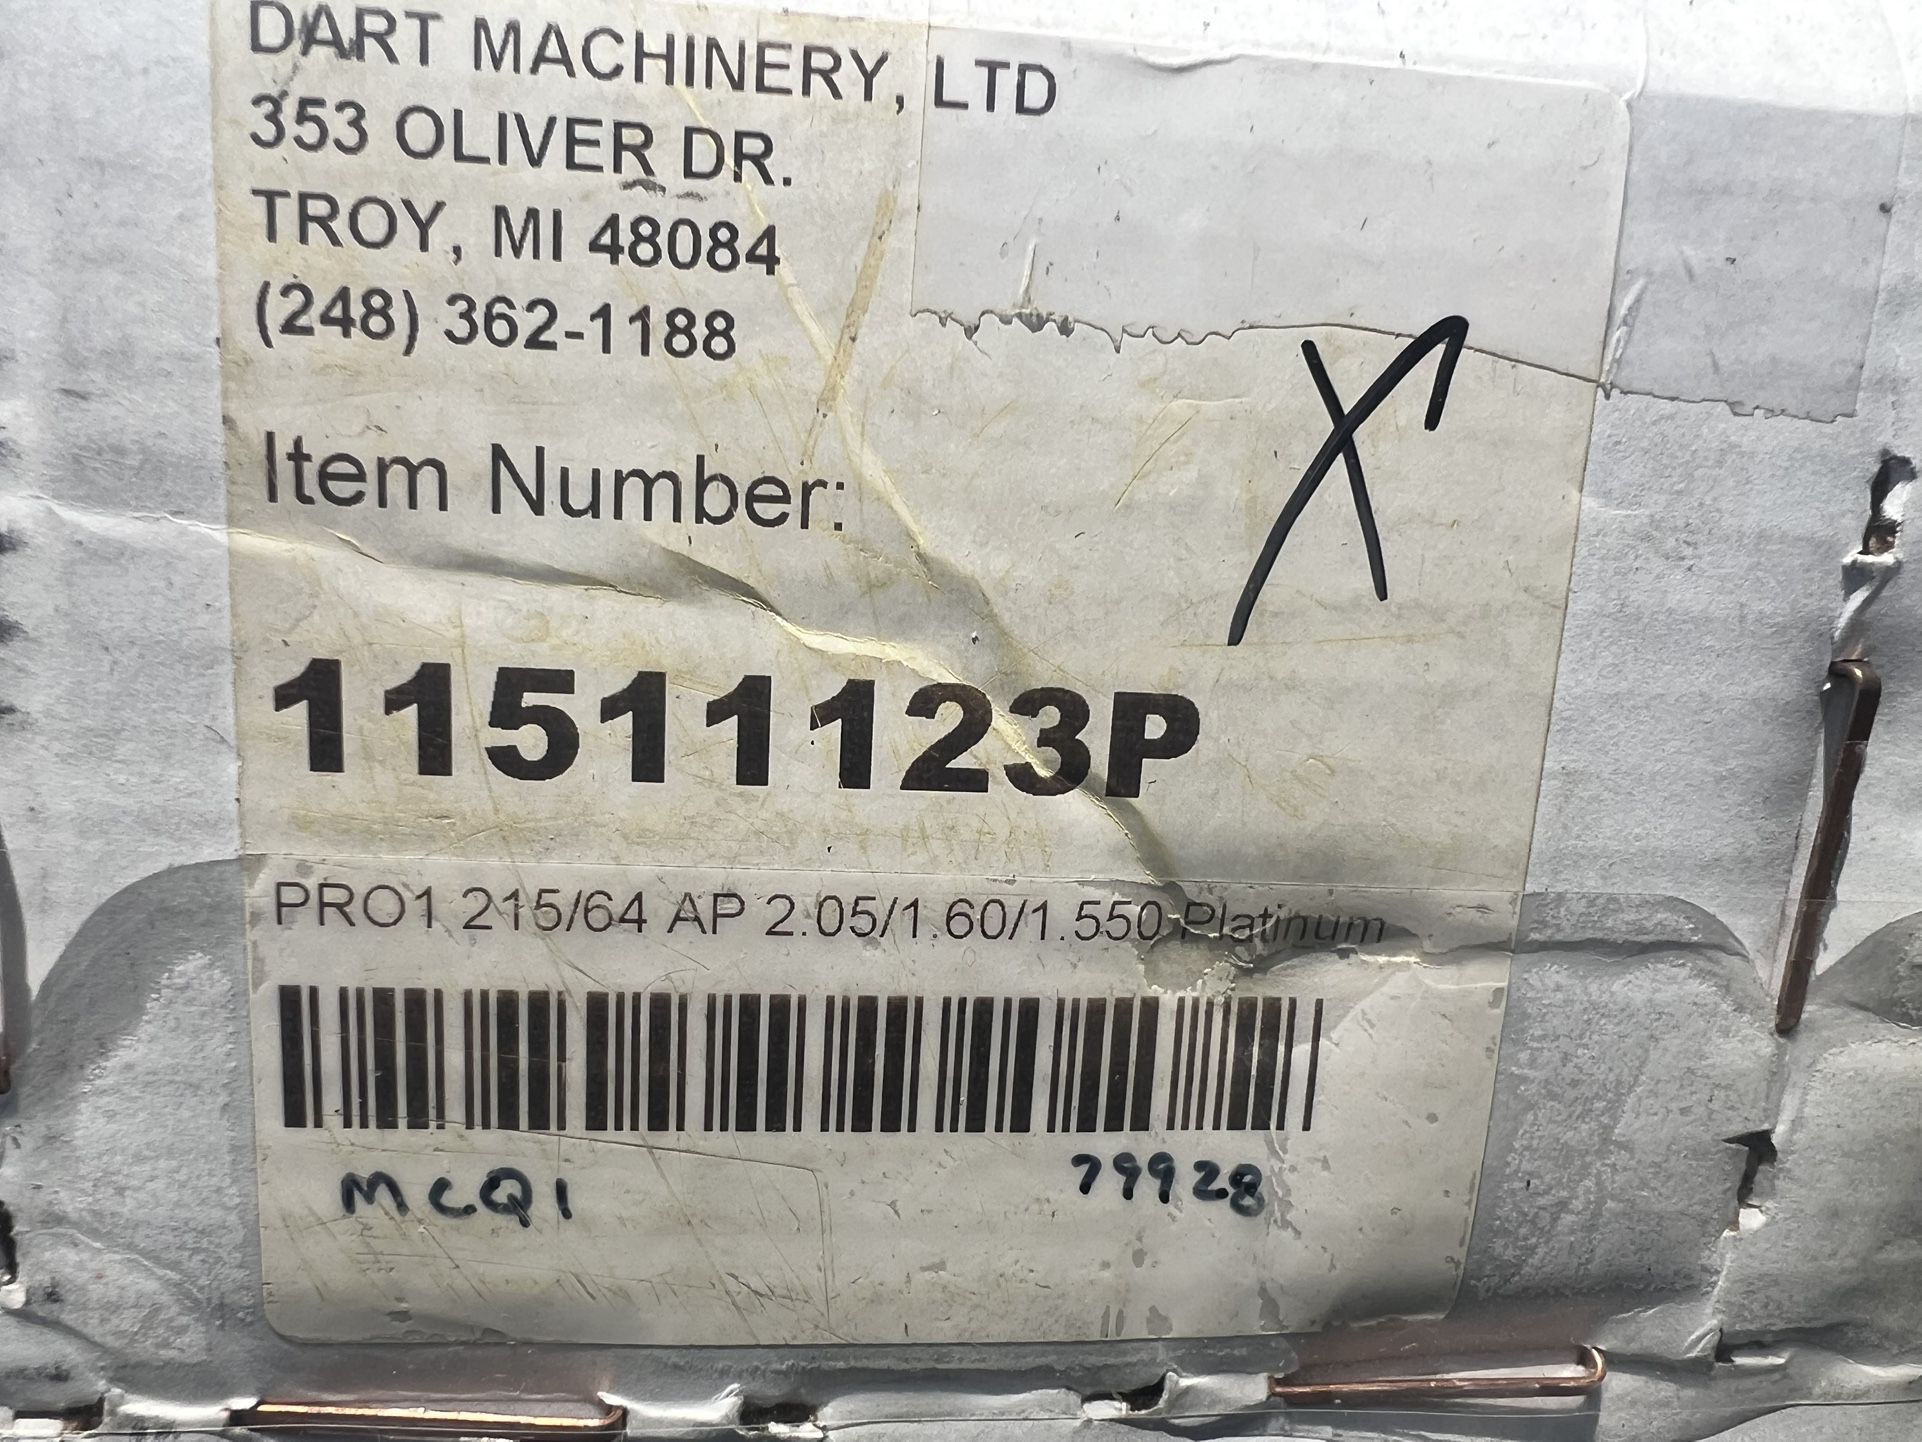 DART MACHINERY, LTD
353 OLIVER DR.
TROY, MI 48084
(248) 362-1188
X
Item Number:
11511123P
PRO1 215/64 AP 2.05/1.60/1.550 Platinum
MCQ1 79928